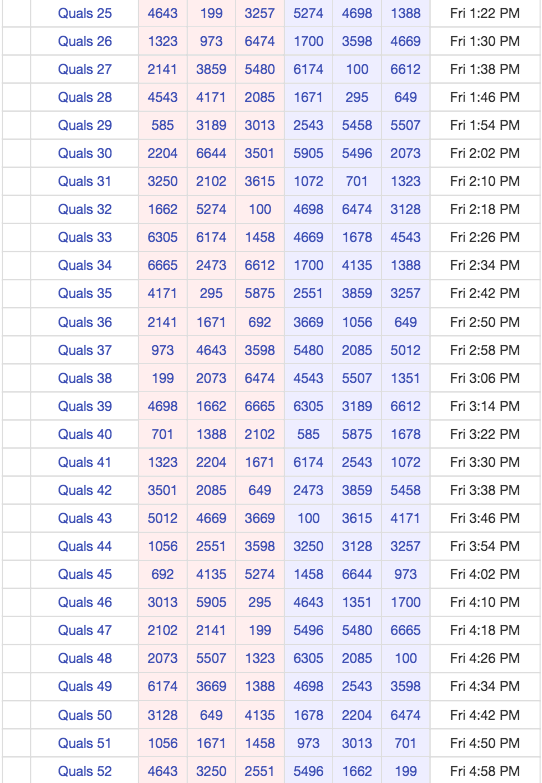 Quals 25 4643 199 3257 5274 4698 1388 Fri 1:22 PM
Quals 26 1323 973 6474 1700 3598 4669 Fri 1:30 PM
Quals 27 2141 3859 5480 6174 100 6612 Fri 1:38 PM
Quals 28 4543 4171 2085 1671 295 649 Fri 1:46 PM
Quals 29 585 3189 3013 2543 5458 5507 Fri 1:54 PM
Quals 30 2204 6644 3501 5905 5496 2073 Fri 2:02 PM
Quals 31 3250 2102 3615 1072 701 1323 Fri 2:10 PM
Quals 32 1662 5274 100 4698 6474 3128 Fri 2:18 PM
Quals 33 6305 6174 1458 4669 1678 4543 Fri 2:26 PM
Quals 34 6665 2473 6612 1700 4135 1388 Fri 2:34 PM
Quals 35 4171 295 5875 2551 3859 3257 Fri 2:42 PM
Quals 36 2141 1671 692 3669 1056 649 Fri 2:50 PM
Quals 37 973 4643 3598 5480 2085 5012 Fri 2:58 PM
Quals 38 199 2073 6474 4543 5507 1351 Fri 3:06 PM
Quals 39 4698 1662 6665 6305 3189 6612 Fri 3:14 PM
Quals 40 701 1388 2102 585 5875 1678 Fri 3:22 PM
Quals 41 1323 2204 1671 6174 2543 1072 Fri 3:30 PM
Quals 42 3501 2085 649 2473 3859 5458 Fri 3:38 PM
Quals 43 5012 4669 3669 100 3615 4171 Fri 3:46 PM
Quals 44 1056 2551 3598 3250 3128 3257 Fri 3:54 PM
Quals 45 692 4135 5274 1458 6644 973 Fri 4:02 PM
Quals 46 3013 5905 295 4643 1351 1700 Fri 4:10 PM
Quals 47 2102 2141 199 5496 5480 6665 Fri 4:18 PM
Quals 48 2073 5507 1323 6305 2085 100 Fri 4:26 PM
Quals 49 6174 3669 1388 4698 2543 3598 Fri 4:34 PM
Quals 50 3128 649 4135 1678 2204 6474 Fri 4:42 PM
Quals 51 1056 1671 1458 973 3013 701 Fri 4:50 PM
Quals 52 4643 3250 2551 5496 1662 199 Fri 4:58 PM